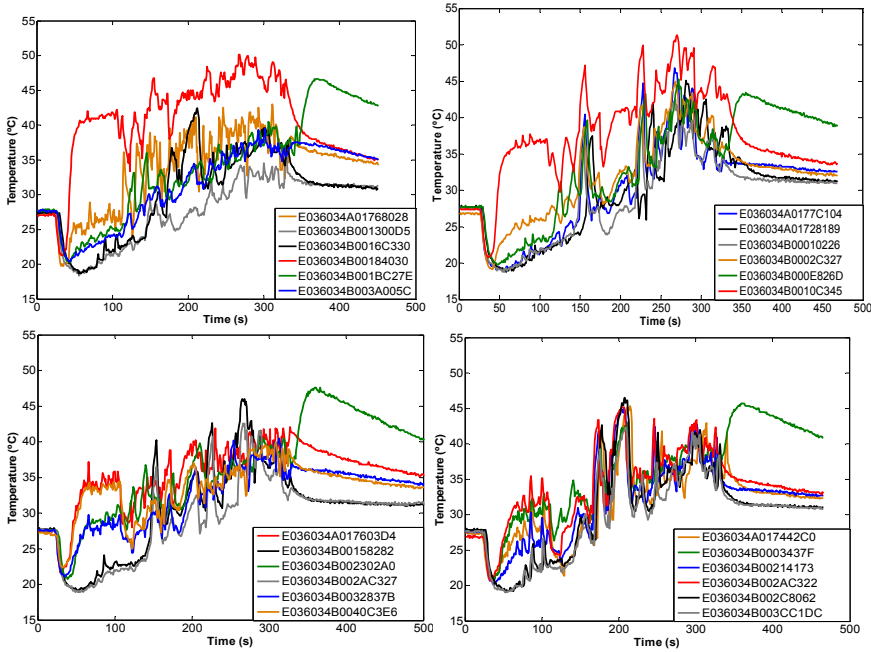 55
50
45
40
35
30
25
20
15
0
100
200
300
400
500
Temperature (ºC)
Time (s)
E036034A01768028
E036034B001300D5
E036034B0016C330
E036034B00184030
E036034B001BC27E
E036034B003A005C
55
50
45
40
35
30
25
20
15
0
50
100
150
200
250
300
350
400
450
500
Temperature (ºC)
Time (s)
E036034A0177C104
E036034A01728189
E036034B00010226
E036034B0002C327
E036034B000E826D
E036034B0010C345
55
50
45
40
35
30
25
20
15
0
100
200
300
400
500
Temperature (ºC)
Time (s)
E036034A017603D4
E036034B00158282
E036034B002302A0
E036034B002AC327
E036034B0032837B
E036034B0040C3E6
55
50
45
40
35
30
25
20
15
0
100
200
300
400
500
Temperature (ºC)
Time (s)
E036034A017442C0
E036034B0003437F
E036034B00214173
E036034B002AC322
E036034B002C8062
E036034B003CC1DC